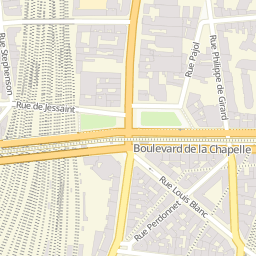 Rue Stephenson
Rue Pajol
Rue Philippe de Girard
Rue de Jessaint
Boulevard de la Chapelle
Rue Louis Blanc
Rue Perdonnet